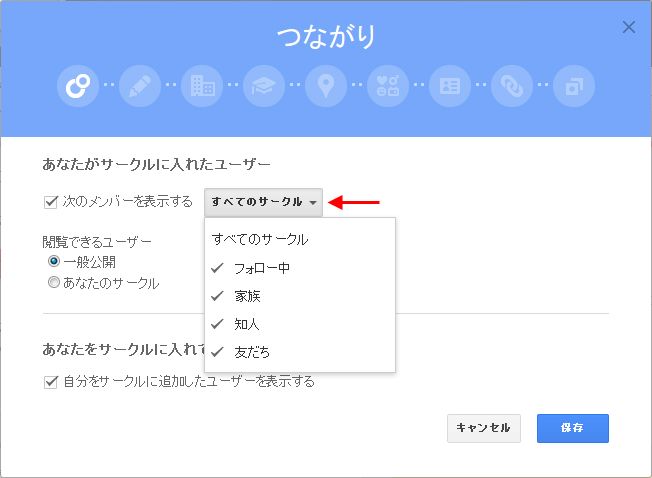 つながり
あなたがサークルに入れたユーザー
次のメンバーを表示する
すべてのサークル
すべてのサークル
フォロー中
家族
知人
友だち
閲覧できるユーザー
一般公開
あなたのサークル
あなたをサークルに入れ
自分をサークルに追加したユーザーを表示する
キャンセル
保存